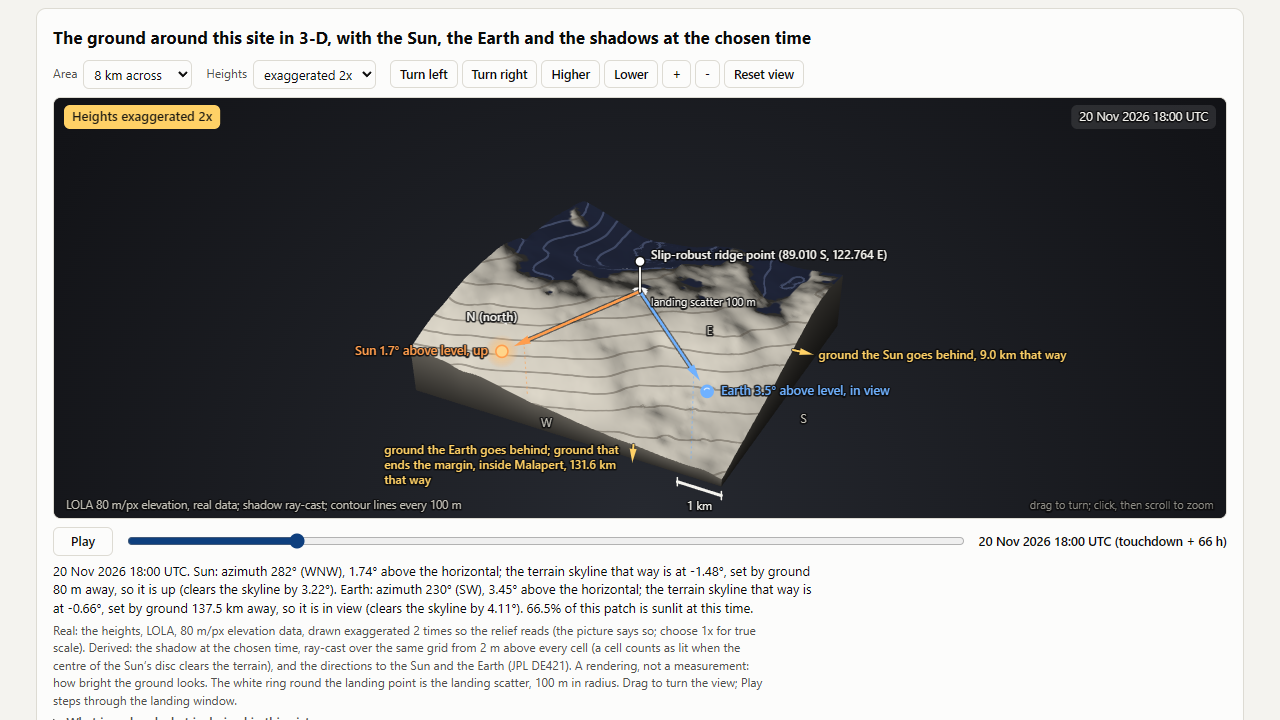 The ground around this site in 3-D, with the Sun, the Earth and the shadows at the chosen time
Area 8 km across Heights exaggerated 2x Turn left Turn right Higher Lower + - Reset view
Heights exaggerated 2x
20 Nov 2026 18:00 UTC
Slip-robust ridge point (89.010 S, 122.764 E)
landing scatter 100 m
N (north)
E
Sun 1.7° above level, up
ground the Sun goes behind, 9.0 km that way
Earth 3.5° above level, in view
W
S
ground the Earth goes behind; ground that
ends the margin, inside Malapert, 131.6 km
that way
LOLA 80 m/px elevation, real data; shadow ray-cast; contour lines every 100 m
1 km
drag to turn; click, then scroll to zoom
Play
20 Nov 2026 18:00 UTC (touchdown + 66 h)
20 Nov 2026 18:00 UTC. Sun: azimuth 282° (WNW), 1.74° above the horizontal; the terrain skyline that way is at -1.48°, set by ground
80 m away, so it is up (clears the skyline by 3.22°). Earth: azimuth 230° (SW), 3.45° above the horizontal; the terrain skyline that way is
at -0.66°, set by ground 137.5 km away, so it is in view (clears the skyline by 4.11°). 66.5% of this patch is sunlit at this time.
Real: the heights, LOLA, 80 m/px elevation data, drawn exaggerated 2 times so the relief reads (the picture says so; choose 1x for true
scale). Derived: the shadow at the chosen time, ray-cast over the same grid from 2 m above every cell (a cell counts as lit when the
centre of the Sun's disc clears the terrain), and the directions to the Sun and the Earth (JPL DE421). A rendering, not a measurement:
how bright the ground looks. The white ring round the landing point is the landing scatter, 100 m in radius. Drag to turn the view; Play
steps through the landing window.